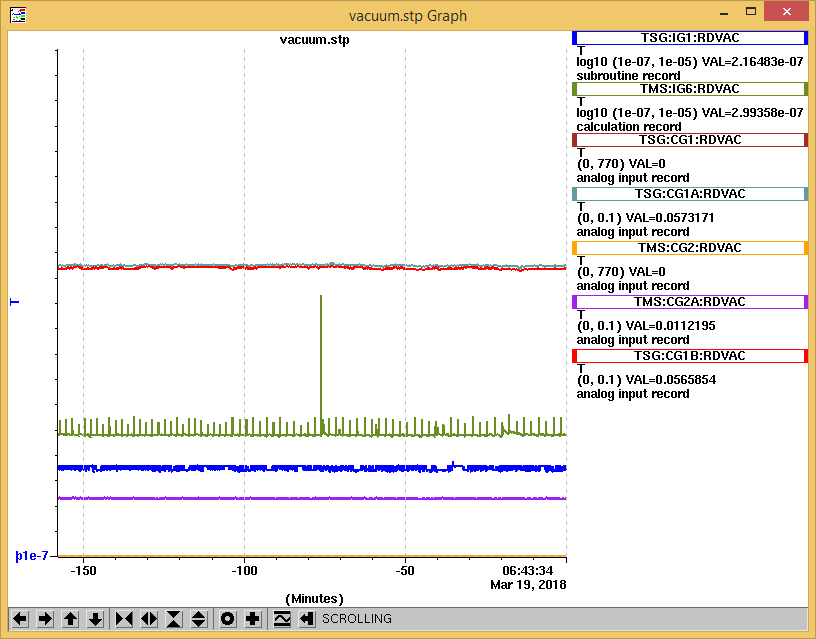 vacuum.stp Graph
vacuum.stp
TSG:IG1:RDVAC
T
log10 (1e-07, 1e-05) VAL=2.16483e-07
subroutine record
TMS:IG6:RDVAC
T
log10 (1e-07, 1e-05) VAL=2.99358e-07
calculation record
TSG:CG1:RDVAC
T
(0, 770) VAL=0
analog input record
TSG:CG1A:RDVAC
T
(0, 0.1) VAL=0.0573171
analog input record
TMS:CG2:RDVAC
T
(0, 770) VAL=0
analog input record
TMS:CG2A:RDVAC
T
(0, 0.1) VAL=0.0112195
analog input record
TSG:CG1B:RDVAC
T
(0, 0.1) VAL=0.0565854
analog input record
T
1e-7
-150
-100
-50
06:43:34
Mar 19, 2018
(Minutes)
SCROLLING